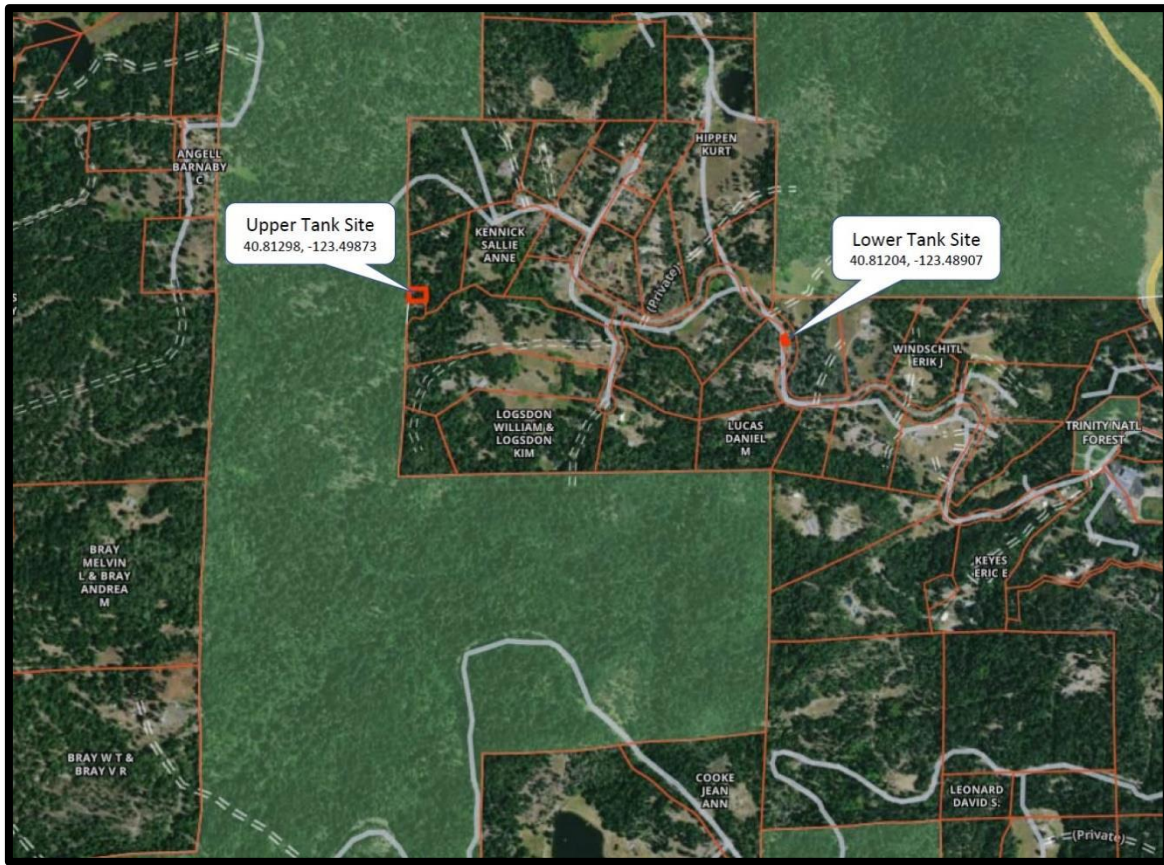 HIPPEN
KURT
ANGELL
BARNABY
C
Upper Tank Site
40.81298, -123.49873
KENNICK
SALLIE
ANNE
Lower Tank Site
40.81204, -123.48907
(Private)
WINDSCHITL
ERIK J
LOGSDON
WILLIAM &
LOGSDON
KIM
LUCAS
DANIEL
M
TRINITY NATL
FOREST
BRAY
MELVIN
L & BRAY
ANDREA
M
KEYES
ERIC E
BRAY W T &
BRAY V R
COOKE
JEAN
ANN
LEONARD
DAVID S.
(Private)